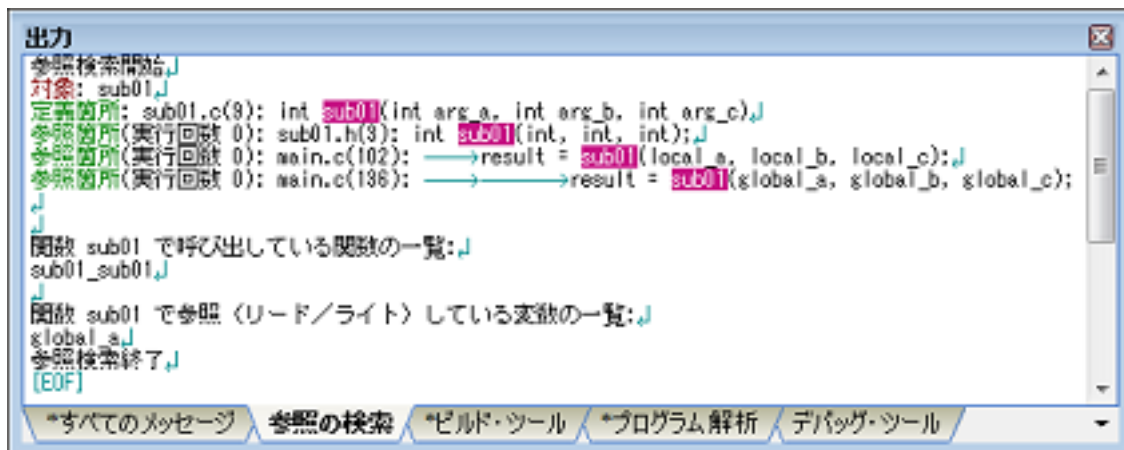 出力
参照検索開始↲
対象: sub01↲
定義箇所: sub01.c(9): int sub01(int arg_a, int arg_b, int arg_c)↲
参照箇所(実行回数 0): sub01.h(3): int sub01(int, int, int);↲
参照箇所(実行回数 0): main.c(102): ⟶result = sub01(local_a, local_b, local_c);↲
参照箇所(実行回数 0): main.c(136): ⟶⟶result = sub01(global_a, global_b, global_c);
↲
↲
関数 sub01 で呼び出している関数の一覧:↲
sub01_sub01↲
↲
関数 sub01 で参照（リード／ライト）している変数の一覧:↲
global_a↲
参照検索終了↲
[EOF]
*すべてのメッセージ 参照の検索 *ビルド・ツール *プログラム解析 デバッグ・ツール